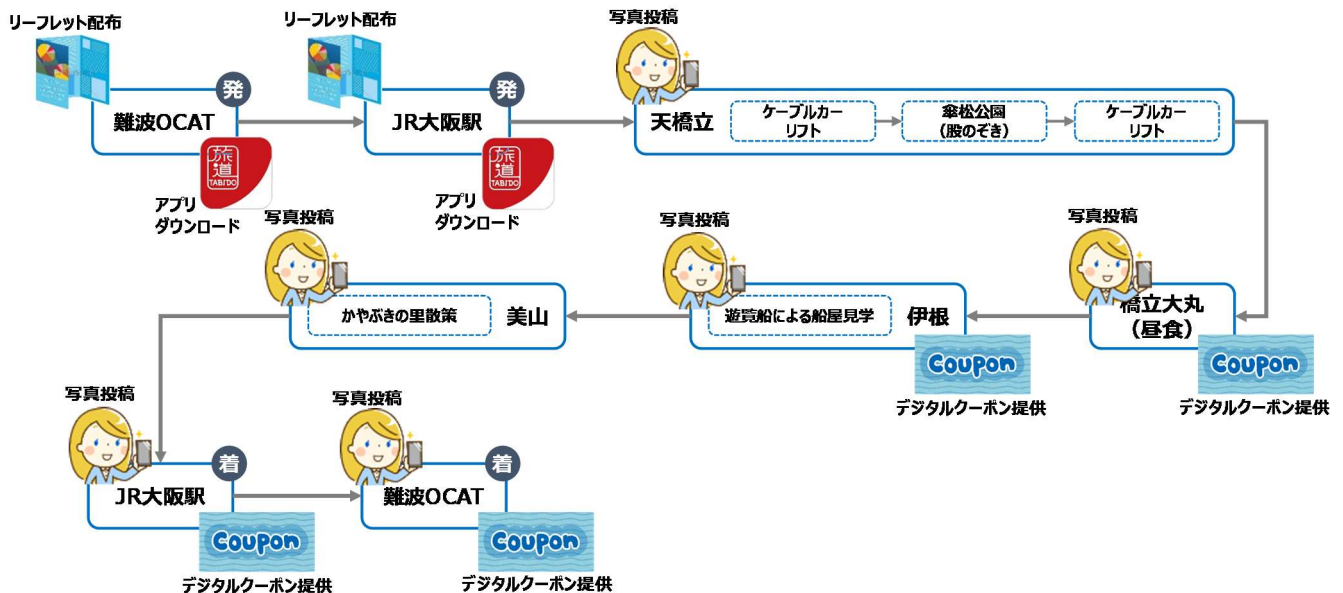 リーフレット配布
発
難波OCAT
旅道
TABIDO
アプリ
ダウンロード
リーフレット配布
発
JR大阪駅
旅道
TABIDO
アプリ
ダウンロード
写真投稿
天橋立
ケーブルカー
リフト
傘松公園
(股のぞき)
ケーブルカー
リフト
写真投稿
橋立大丸
(昼食)
Coupon
デジタルクーポン提供
写真投稿
遊覧船による船屋見学
伊根
Coupon
デジタルクーポン提供
写真投稿
かやぶきの里散策
美山
写真投稿
着
JR大阪駅
Coupon
デジタルクーポン提供
写真投稿
着
難波OCAT
Coupon
デジタルクーポン提供